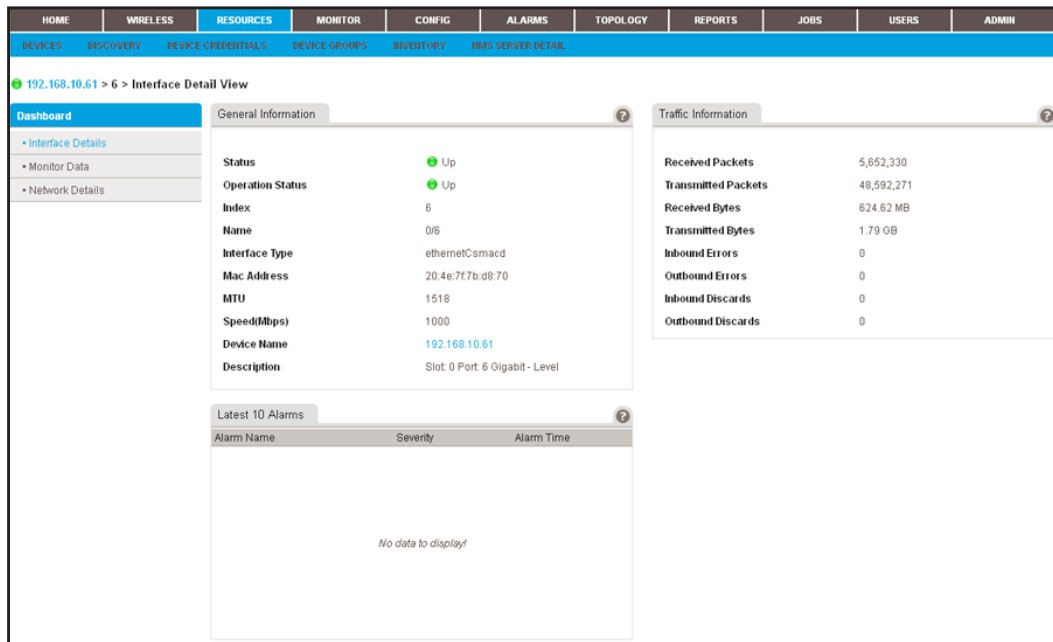 HOME WIRELESS RESOURCES MONITOR CONFIG ALARMS TOPOLOGY REPORTS JOBS USERS ADMIN
DEVICES DISCOVERY DEVICE CREDENTIALS DEVICE GROUPS INVENTORY NMS SERVER DETAIL
192.168.10.61 > 6 > Interface Detail View
Dashboard
• Interface Details
• Monitor Data
• Network Details
General Information ?
Status Up
Operation Status Up
Index 6
Name 0/6
Interface Type ethernetCsmacd
Mac Address 20:4e:7f:7b:d8:70
MTU 1518
Speed(Mbps) 1000
Device Name 192.168.10.61
Description Slot: 0 Port: 6 Gigabit - Level
Traffic Information ?
Received Packets 5,652,330
Transmitted Packets 48,592,271
Received Bytes 624.62 MB
Transmitted Bytes 1.79 GB
Inbound Errors 0
Outbound Errors 0
Inbound Discards 0
Outbound Discards 0
Latest 10 Alarms ?
Alarm Name Severity Alarm Time
No data to display!